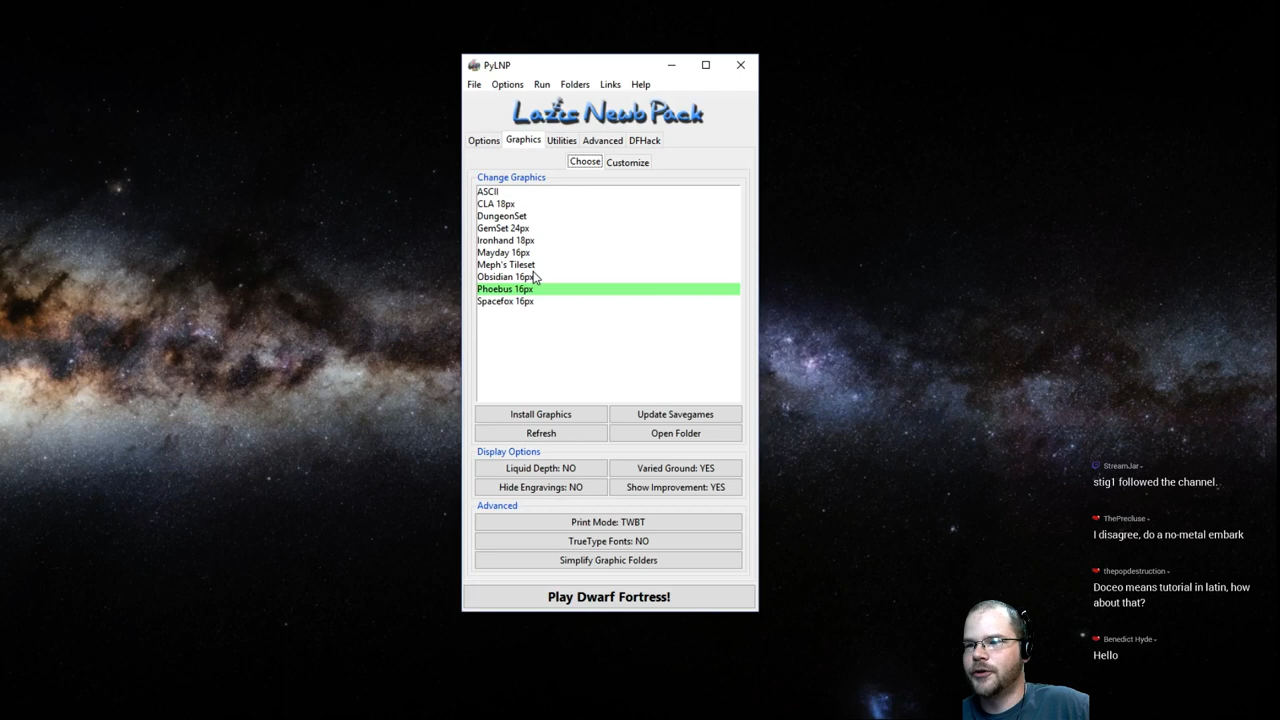 PyLNP
File Options Run Folders Links Help
Lazy Newb Pack
Options Graphics Utilities Advanced DFHack
Choose Customize
Change Graphics
ASCII
CLA 18px
DungeonSet
GemSet 24px
Ironhand 18px
Mayday 16px
Meph's Tileset
Obsidian 16px
Phoebus 16px
Spacefox 16px
Install Graphics Update Savegames
Refresh Open Folder
Display Options
Liquid Depth: NO Varied Ground: YES
Hide Engravings: NO Show Improvement: YES
Advanced
Print Mode: TWBT
TrueType Fonts: NO
Simplify Graphic Folders
Play Dwarf Fortress!
StreamJar
stig1 followed the channel.
ThePrecluse
I disagree, do a no-metal embark
thepopdestruction
Doceo means tutorial in latin, how
about that?
Benedict Hyde
Hello